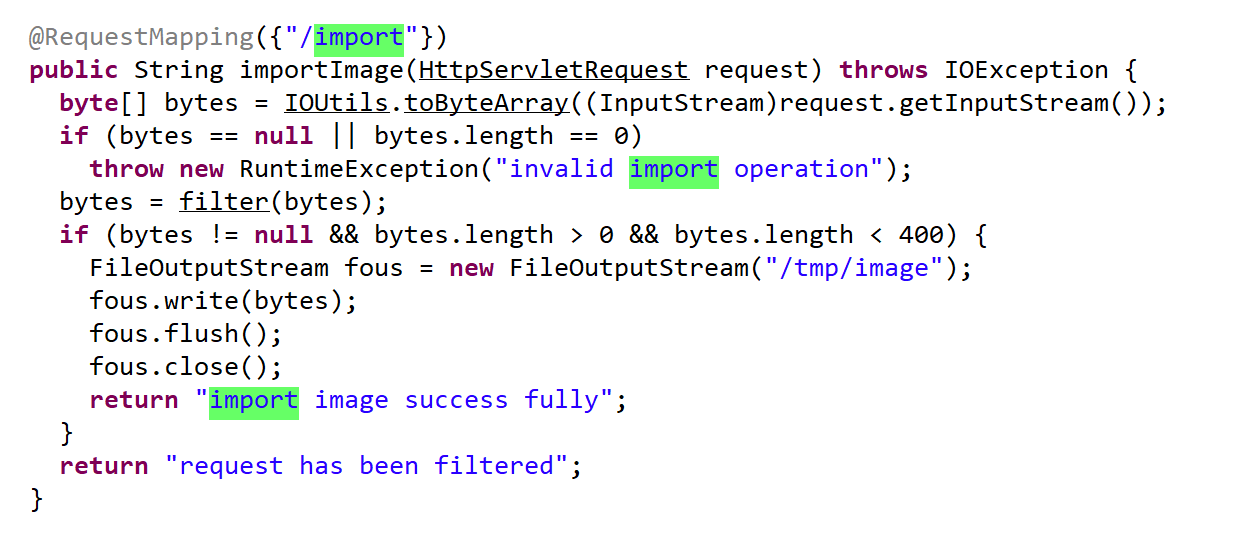 @RequestMapping({"/import"})
public String importImage(HttpServletRequest request) throws IOException {
  byte[] bytes = IOUtils.toByteArray((InputStream)request.getInputStream());
  if (bytes == null || bytes.length == 0)
    throw new RuntimeException("invalid import operation");
  bytes = filter(bytes);
  if (bytes != null && bytes.length > 0 && bytes.length < 400) {
    FileOutputStream fous = new FileOutputStream("/tmp/image");
    fous.write(bytes);
    fous.flush();
    fous.close();
    return "import image success fully";
  }
  return "request has been filtered";
}